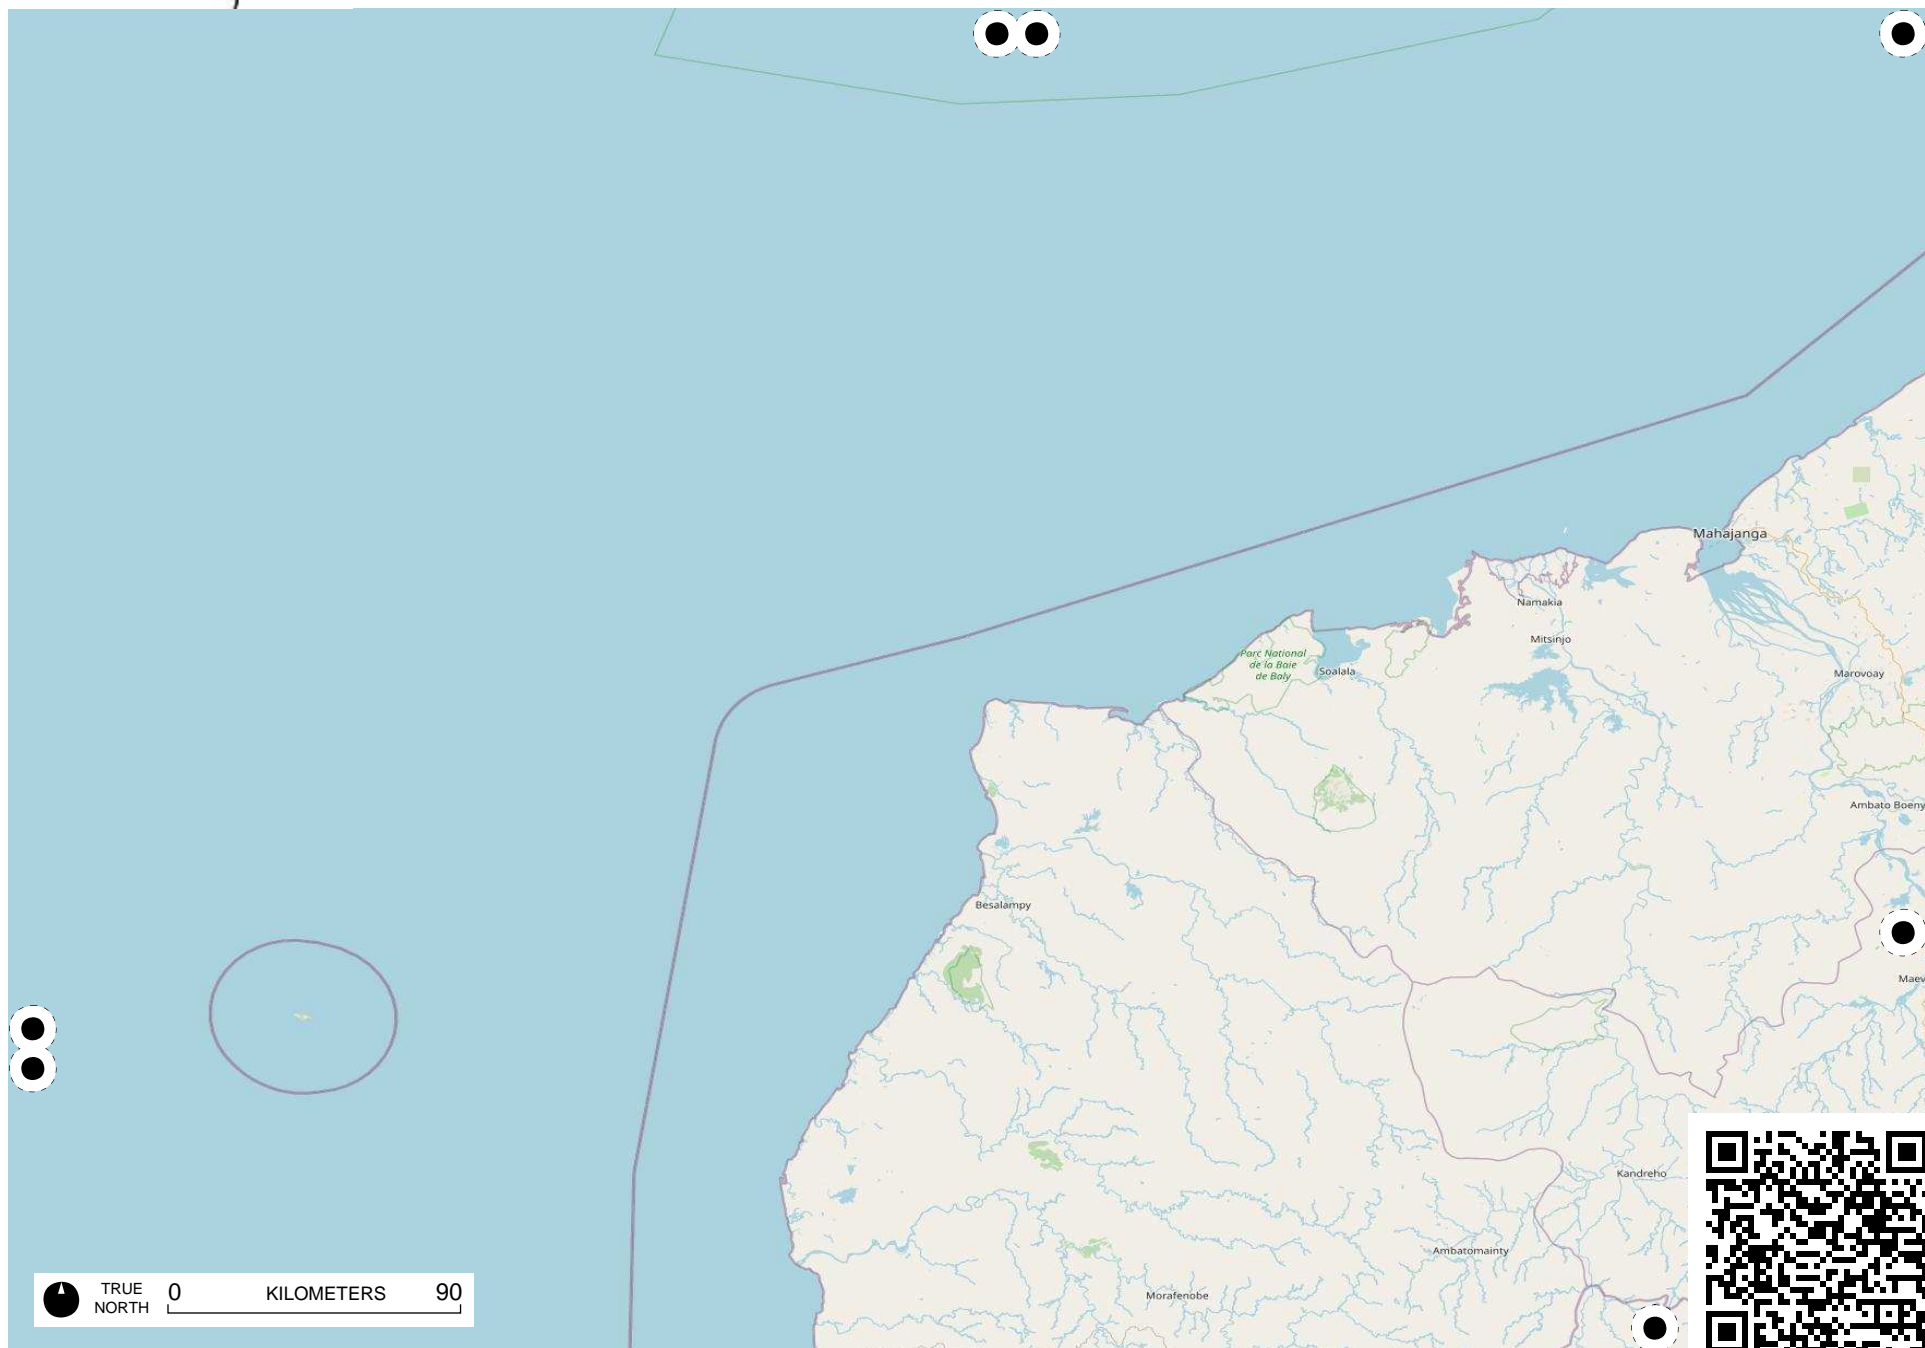 Mahajanga
Namakia
Mitsinjo
Parc National
de la Baie
de Baly
Soalala
Marovoay
Ambato Boeny
Besalampy
Maev
Kandreho
Ambatomainty
Morafenobe
TRUE
NORTH
0 KILOMETERS 90